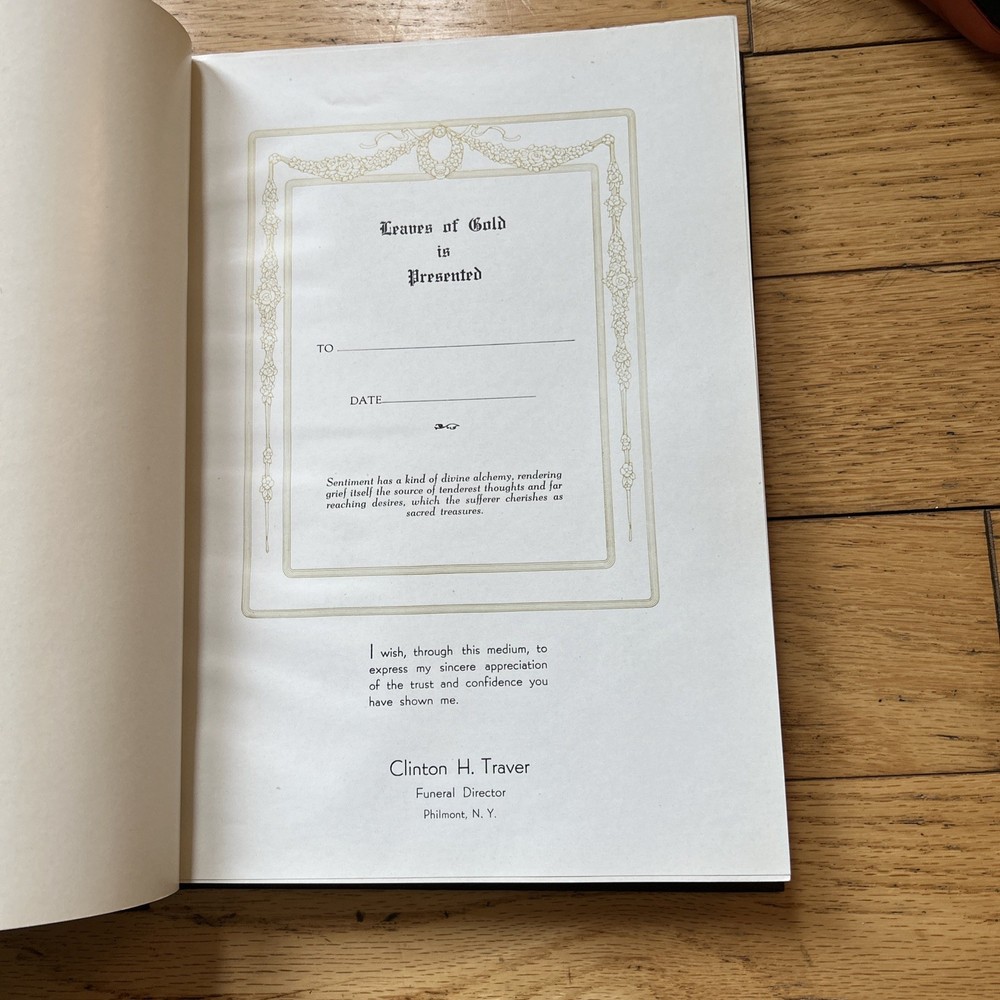 Leaves of Gold
is
Presented
TO
DATE
Sentiment has a kind of divine alchemy, rendering
grief itself the source of tenderest thoughts and far
reaching desires, which the sufferer cherishes as
sacred treasures.
I wish, through this medium, to
express my sincere appreciation
of the trust and confidence you
have shown me.
Clinton H. Traver
Funeral Director
Philmont, N. Y.